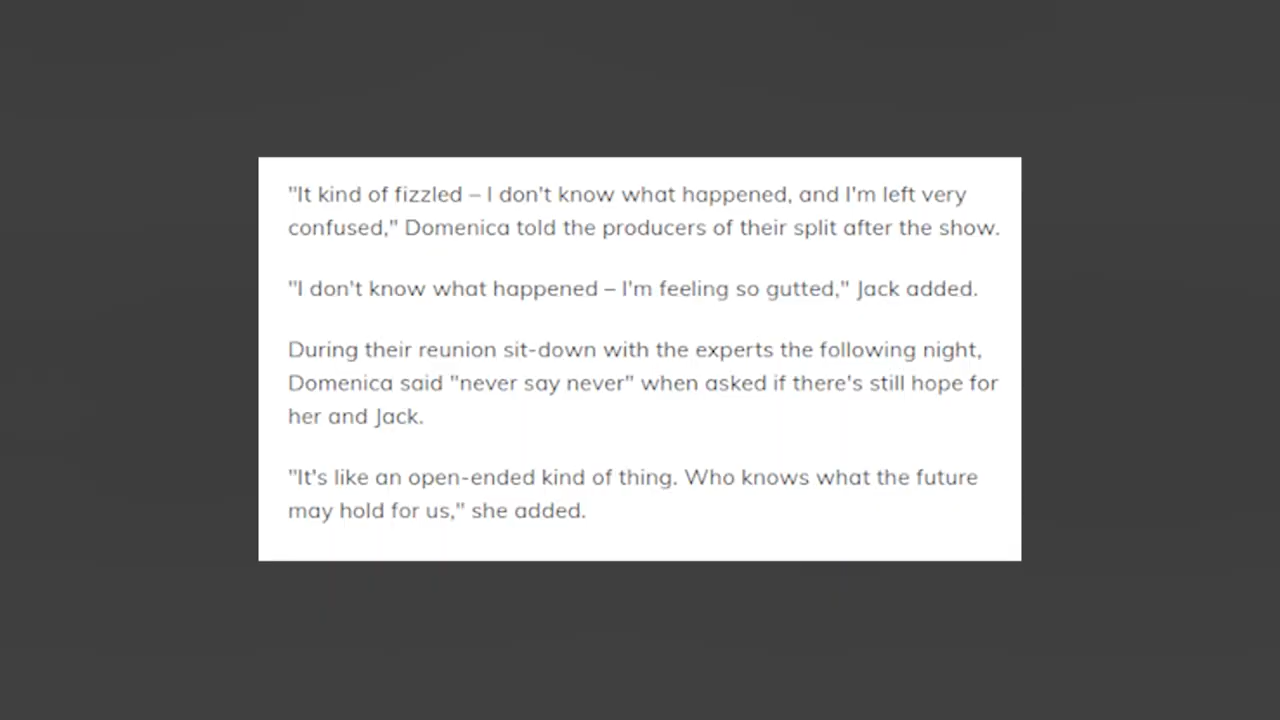 "It kind of fizzled – I don't know what happened, and I'm left very
confused," Domenica told the producers of their split after the show.
"I don't know what happened – I'm feeling so gutted," Jack added.
During their reunion sit-down with the experts the following night,
Domenica said "never say never" when asked if there's still hope for
her and Jack.
"It's like an open-ended kind of thing. Who knows what the future
may hold for us," she added.